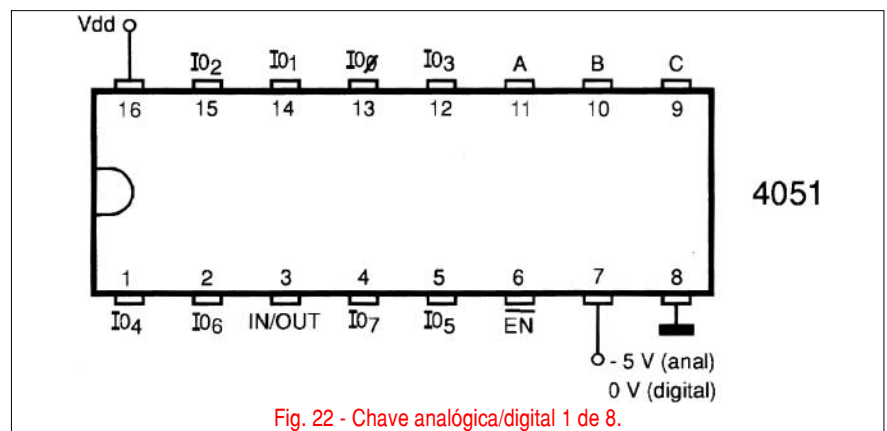 Vdd
IO2 IO1 IO0 IO3 A B C
16 15 14 13 12 11 10 9
4051
1 2 3 4 5 6 7 8
IO4 IO6 IN/OUT IO7 IO5 EN
- 5 V (anal)
0 V (digital)
Fig. 22 - Chave analógica/digital 1 de 8.